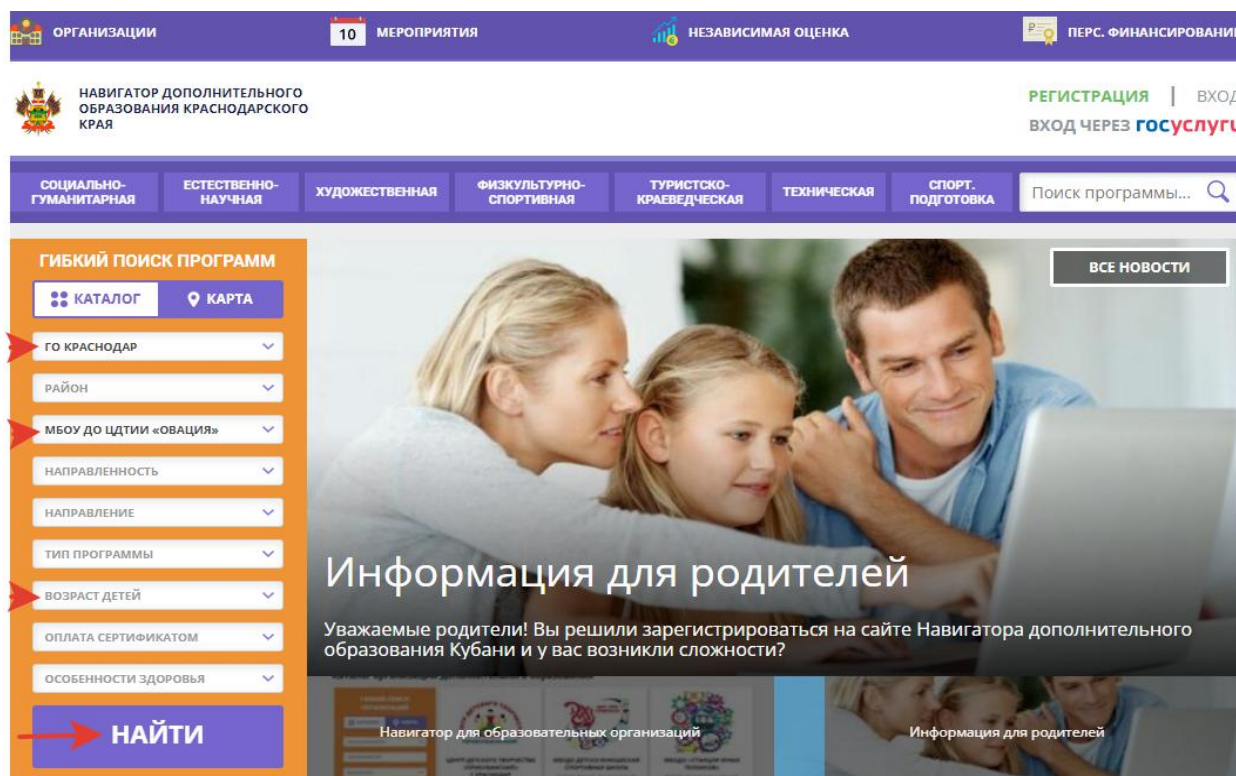 ОРГАНИЗАЦИИ
10 МЕРОПРИЯТИЯ
НЕЗАВИСИМАЯ ОЦЕНКА
ПЕРС. ФИНАНСИРОВАНИ
НАВИГАТОР ДОПОЛНИТЕЛЬНОГО
ОБРАЗОВАНИЯ КРАСНОДАРСКОГО
КРАЯ
РЕГИСТРАЦИЯ | ВХОД
ВХОД ЧЕРЕЗ госуслуги
СОЦИАЛЬНО-
ГУМАНИТАРНАЯ
ЕСТЕСТВЕННО-
НАУЧНАЯ
ХУДОЖЕСТВЕННАЯ
ФИЗКУЛЬТУРНО-
СПОРТИВНАЯ
ТУРИСТСКО-
КРАЕВЕДЧЕСКАЯ
ТЕХНИЧЕСКАЯ
СПОРТ.
ПОДГОТОВКА
Поиск программы...
ГИБКИЙ ПОИСК ПРОГРАММ
КАТАЛОГ
КАРТА
ГО КРАСНОДАР
РАЙОН
МБОУ ДО ЦДТИИ «ОВАЦИЯ»
НАПРАВЛЕННОСТЬ
НАПРАВЛЕНИЕ
ТИП ПРОГРАММЫ
ВОЗРАСТ ДЕТЕЙ
ОПЛАТА СЕРТИФИКАТОМ
ОСОБЕННОСТИ ЗДОРОВЬЯ
НАЙТИ
ВСЕ НОВОСТИ
Информация для родителей
Уважаемые родители! Вы решили зарегистрироваться на сайте Навигатора дополнительного
образования Кубани и у вас возникли сложности?
Навигатор для образовательных организаций
Информация для родителей